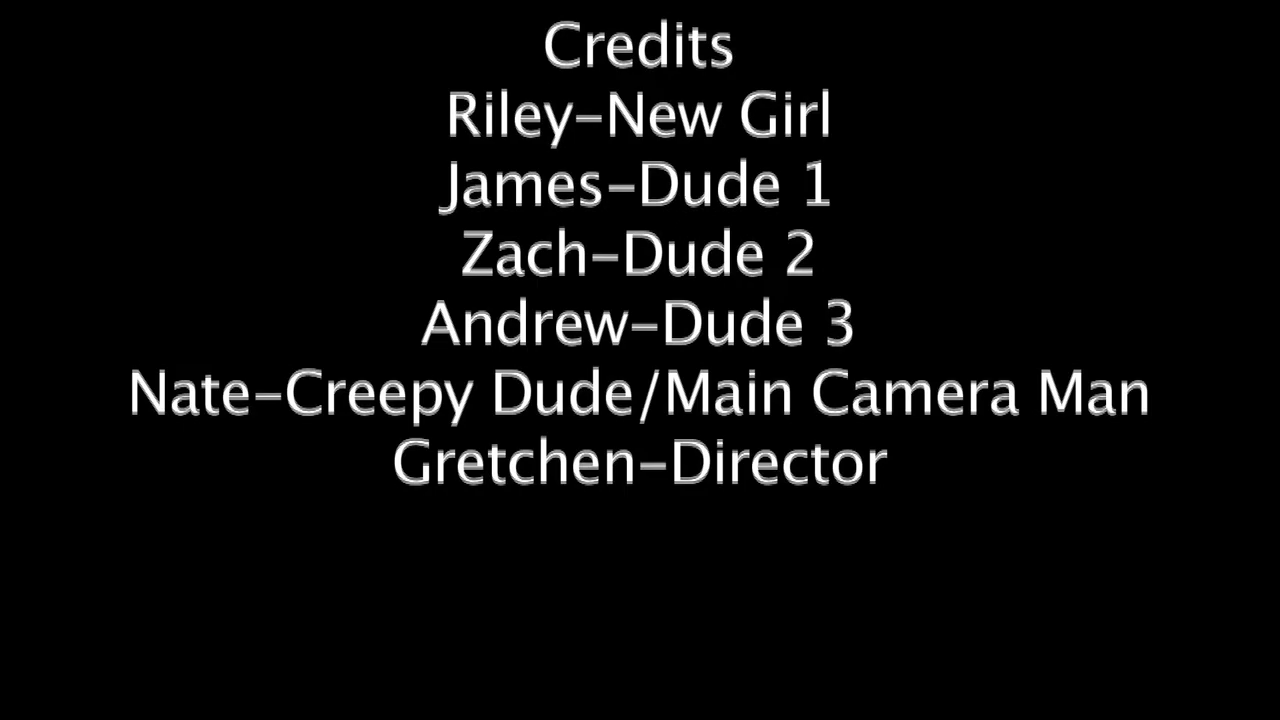 Credits
Riley-New Girl
James-Dude 1
Zach-Dude 2
Andrew-Dude 3
Nate-Creepy Dude/Main Camera Man
Gretchen-Director